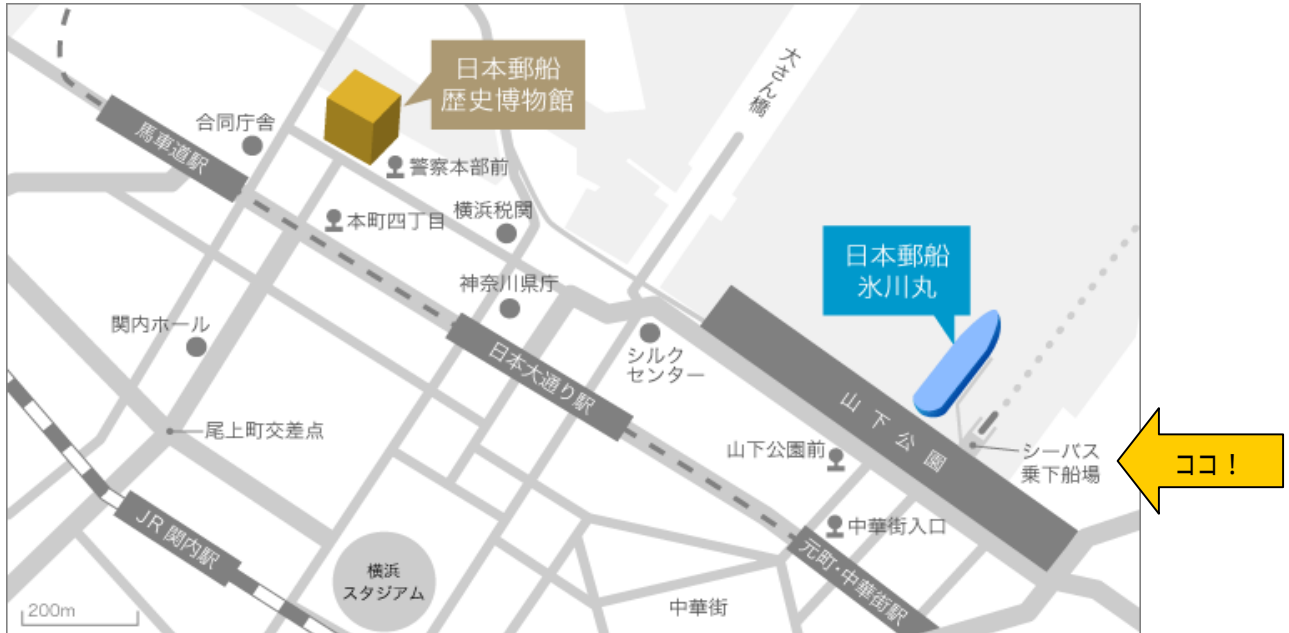 日本郵船
歴史博物館
大さん橋
合同庁舎
馬車道駅
警察本部前
本町四丁目
横浜税関
日本郵船
氷川丸
神奈川県庁
関内ホール
シルク
センター
日本大通り駅
山下公園
尾上町交差点
山下公園前
シーバス
乗下船場
ココ！
JR 関内駅
中華街入口
元町・中華街駅
横浜
スタジアム
中華街
200m